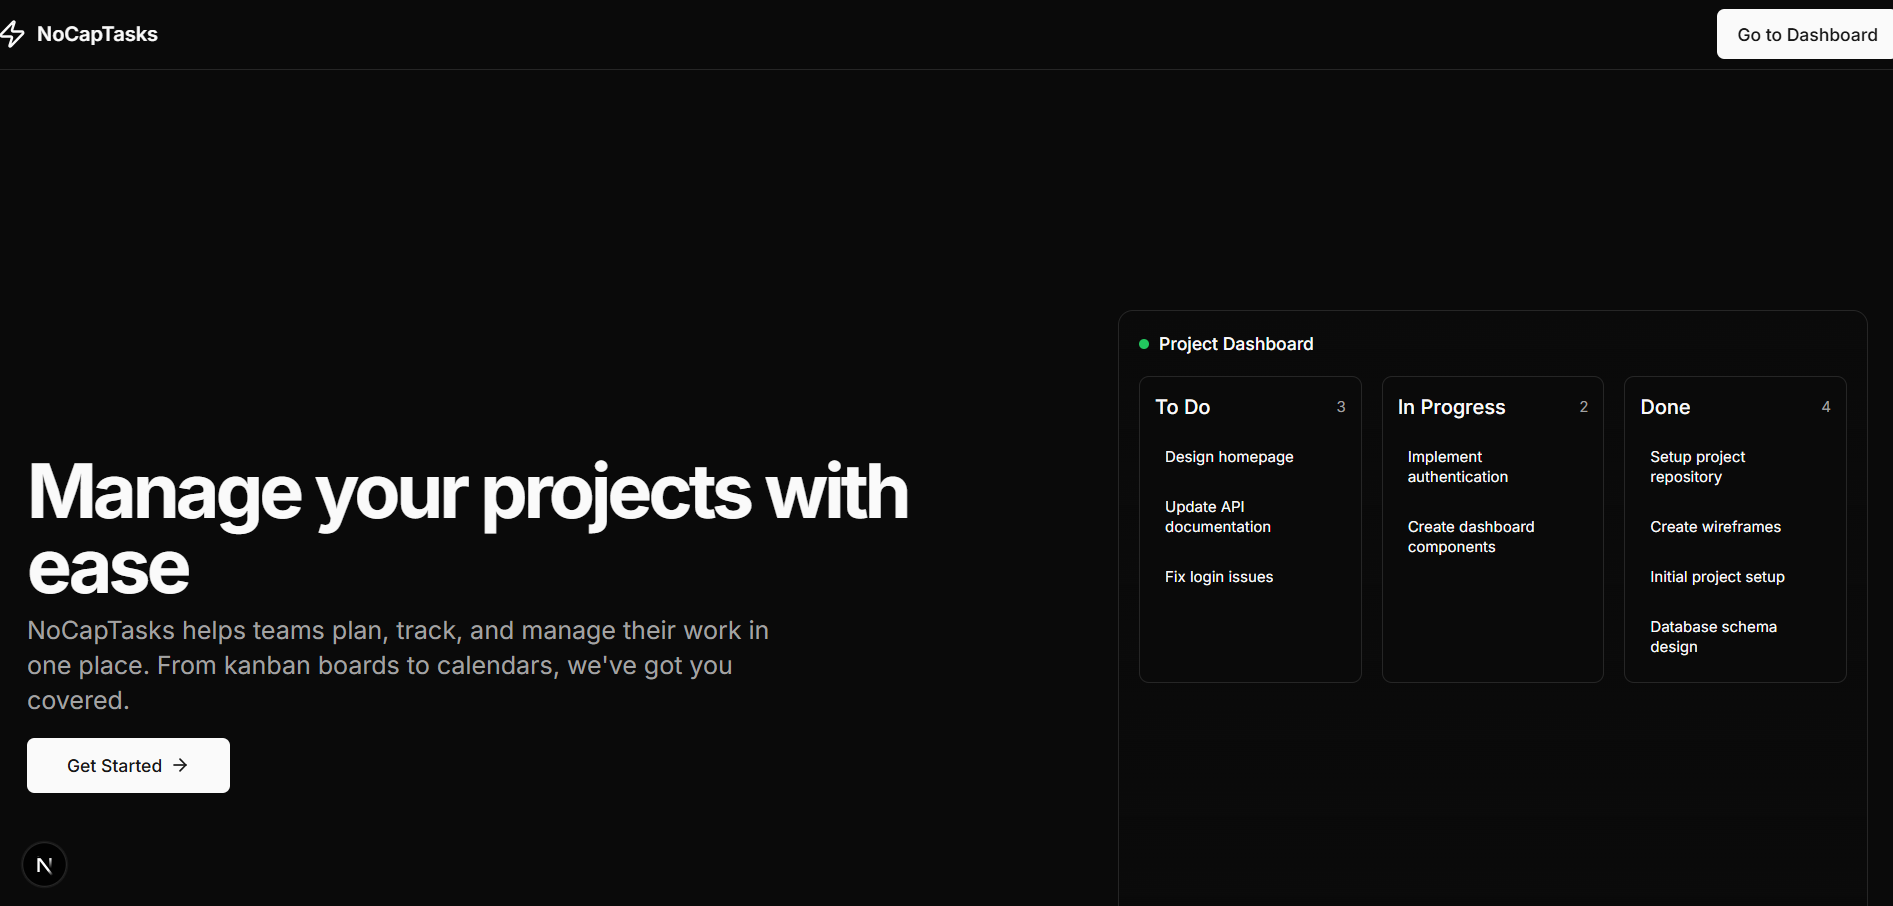 NoCapTasks
Go to Dashboard
Manage your projects with
ease
NoCapTasks helps teams plan, track, and manage their work in
one place. From kanban boards to calendars, we've got you
covered.
Get Started →
N
Project Dashboard
To Do 3
Design homepage
Update API
documentation
Fix login issues
In Progress 2
Implement
authentication
Create dashboard
components
Done 4
Setup project
repository
Create wireframes
Initial project setup
Database schema
design